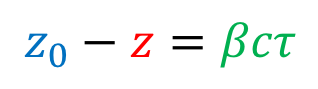 z₀ − z = βcτ